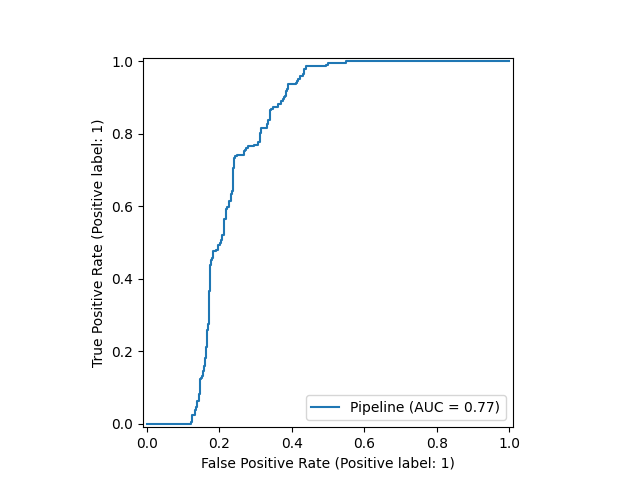 1.0
0.8
0.6
0.4
0.2
0.0
True Positive Rate (Positive label: 1)
Pipeline (AUC = 0.77)
0.0 0.2 0.4 0.6 0.8 1.0
False Positive Rate (Positive label: 1)